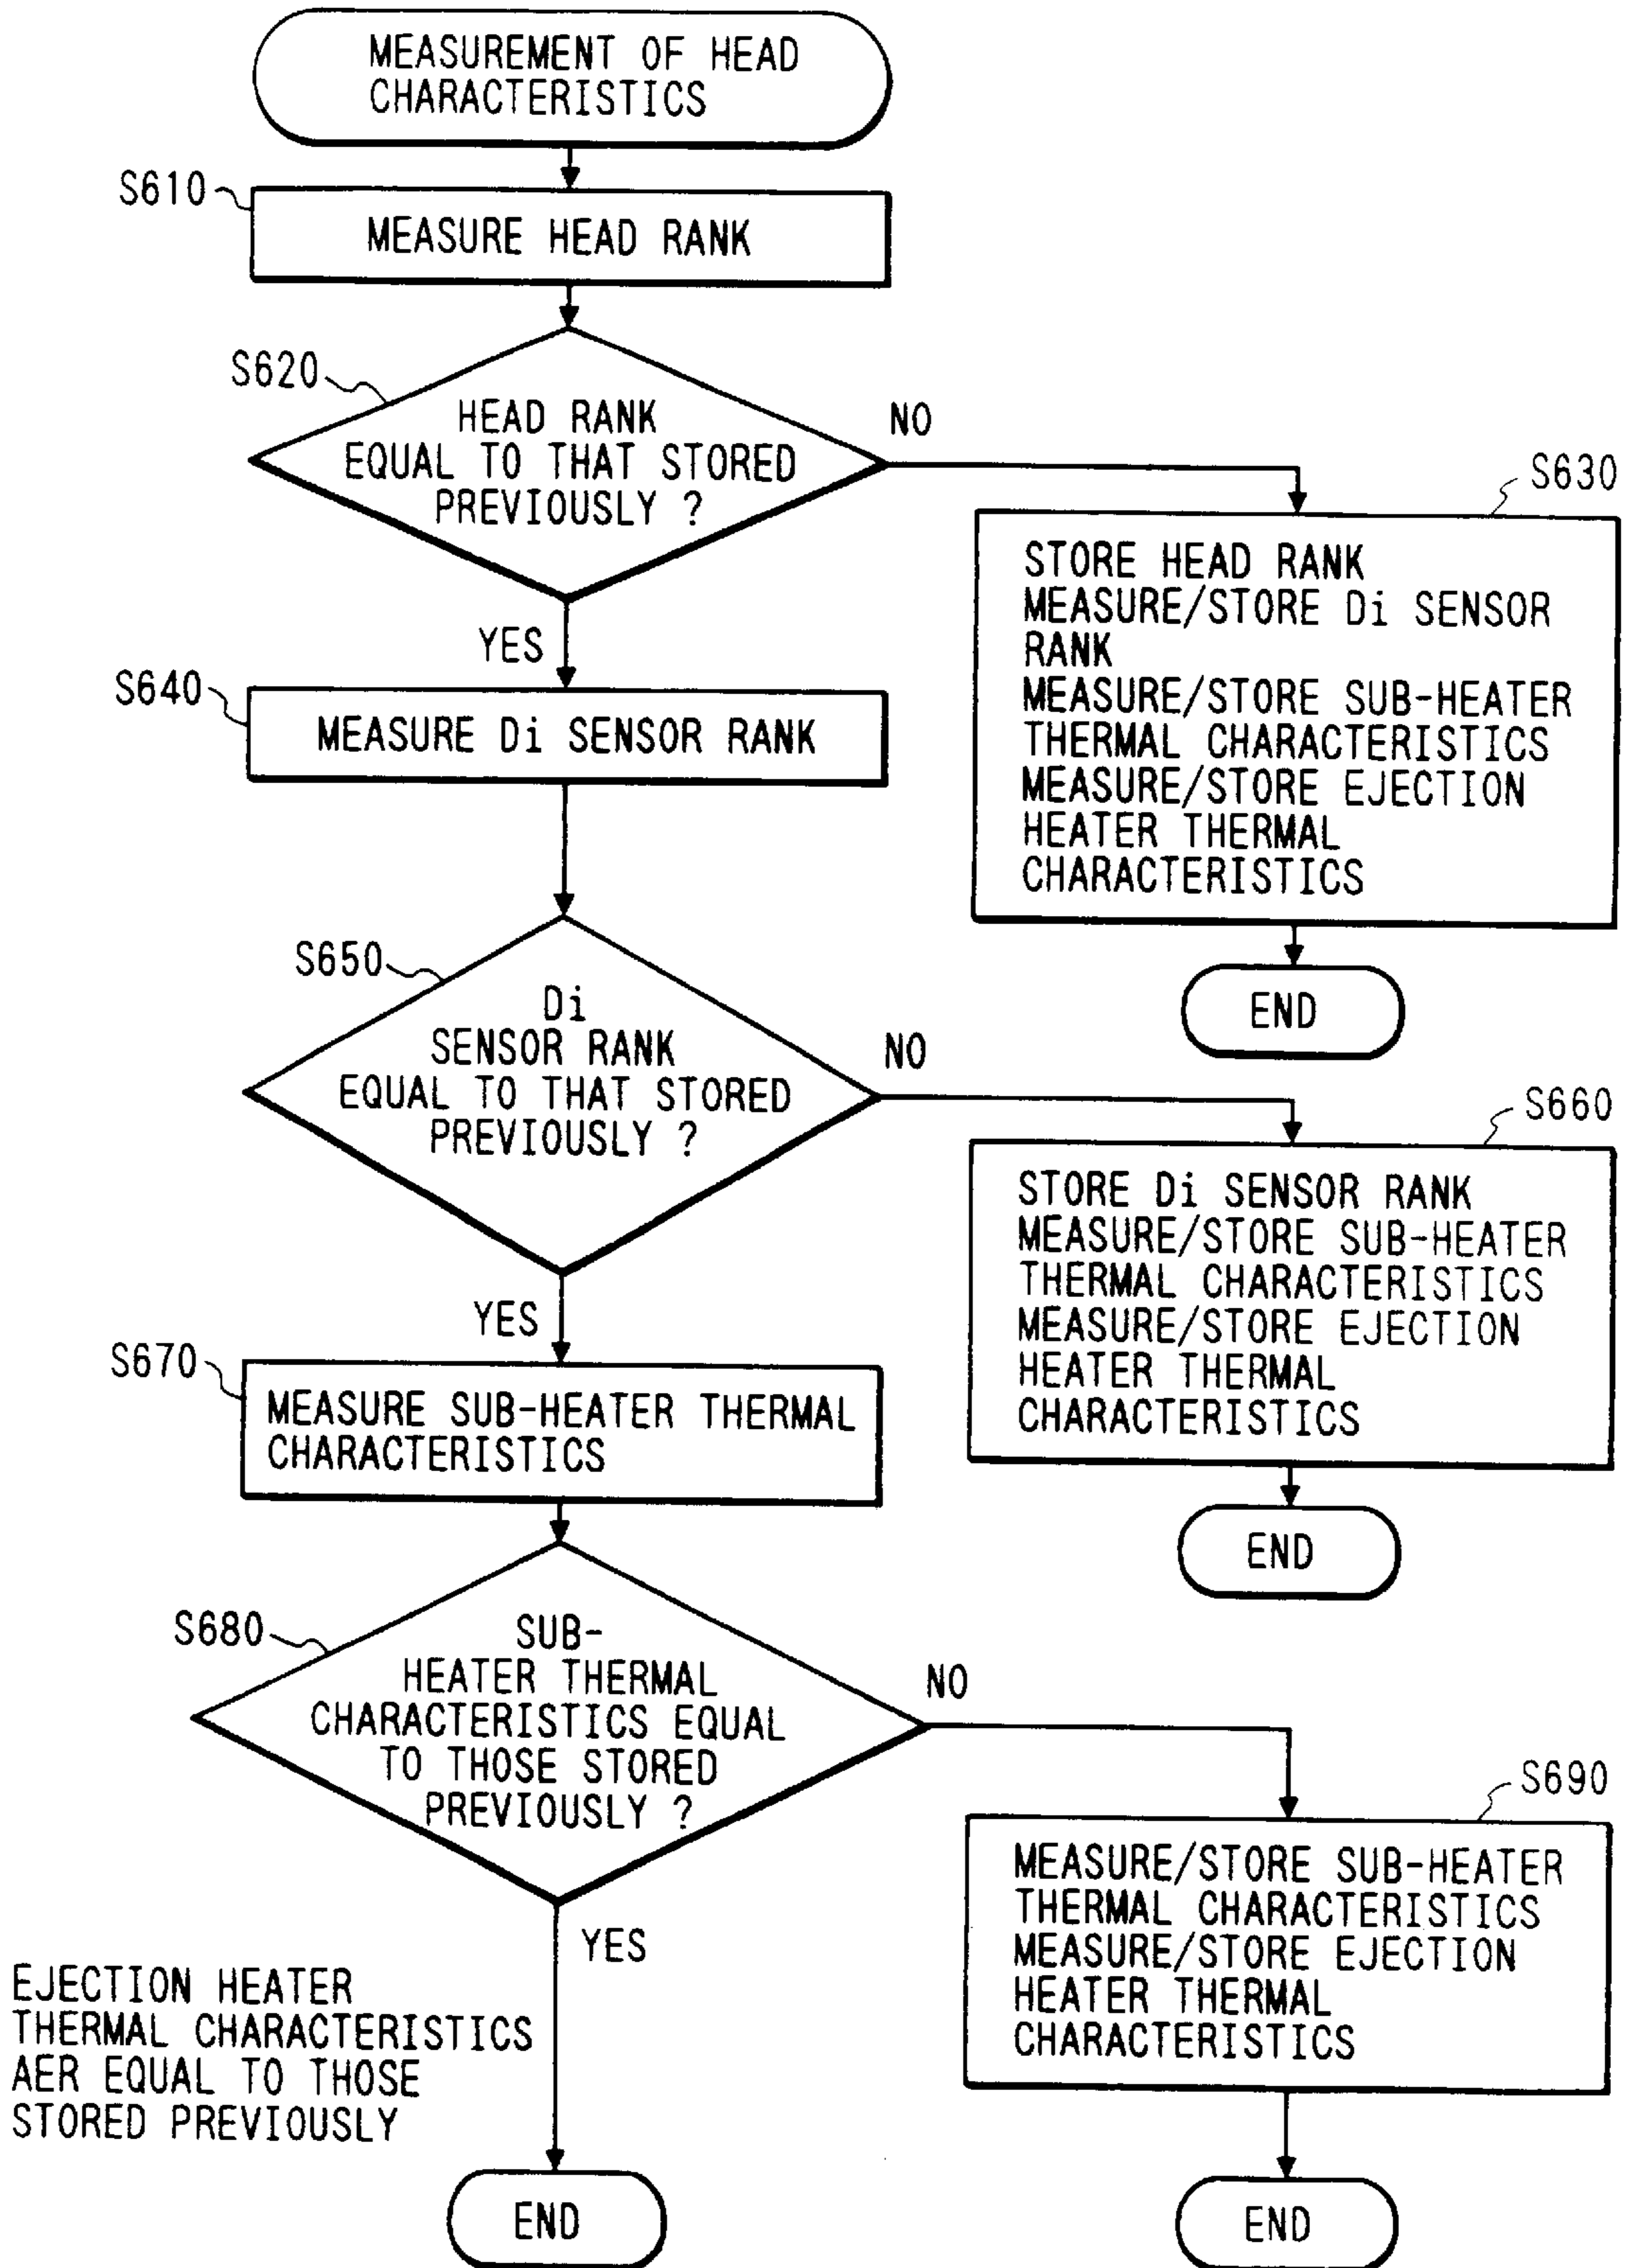 MEASUREMENT OF HEAD
CHARACTERISTICS
S610
MEASURE HEAD RANK
S620
HEAD RANK
EQUAL TO THAT STORED
PREVIOUSLY ?
NO
YES
S630
STORE HEAD RANK
MEASURE/STORE Di SENSOR
RANK
MEASURE/STORE SUB-HEATER
THERMAL CHARACTERISTICS
MEASURE/STORE EJECTION
HEATER THERMAL
CHARACTERISTICS
END
S640
MEASURE Di SENSOR RANK
S650
Di
SENSOR RANK
EQUAL TO THAT STORED
PREVIOUSLY ?
NO
YES
S660
STORE Di SENSOR RANK
MEASURE/STORE SUB-HEATER
THERMAL CHARACTERISTICS
MEASURE/STORE EJECTION
HEATER THERMAL
CHARACTERISTICS
END
S670
MEASURE SUB-HEATER THERMAL
CHARACTERISTICS
S680
SUB-
HEATER THERMAL
CHARACTERISTICS EQUAL
TO THOSE STORED
PREVIOUSLY ?
NO
YES
S690
MEASURE/STORE SUB-HEATER
THERMAL CHARACTERISTICS
MEASURE/STORE EJECTION
HEATER THERMAL
CHARACTERISTICS
END
EJECTION HEATER
THERMAL CHARACTERISTICS
AER EQUAL TO THOSE
STORED PREVIOUSLY
END